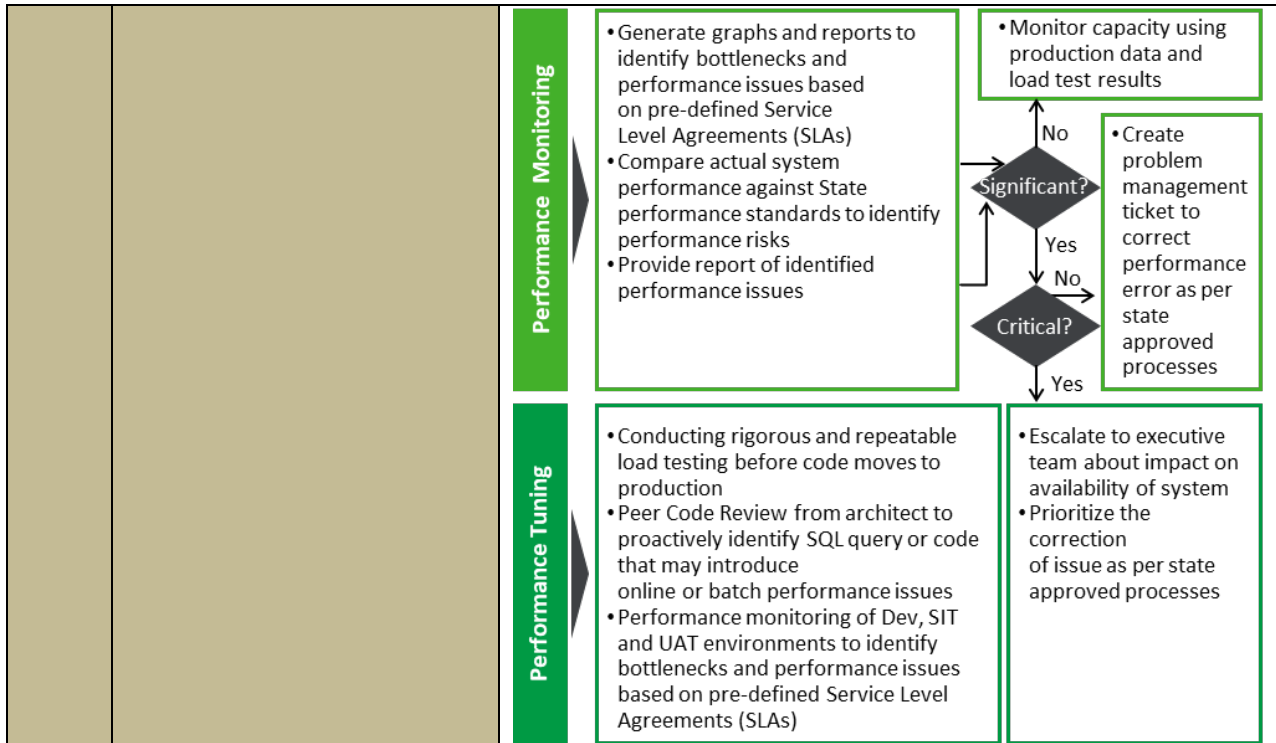 Performance Monitoring
• Generate graphs and reports to
identify bottlenecks and
performance issues based
on pre-defined Service
Level Agreements (SLAs)
• Compare actual system
performance against State
performance standards to identify
performance risks
• Provide report of identified
performance issues
• Monitor capacity using
production data and
load test results
No
Significant?
Yes
No
Critical?
Yes
• Create
problem
management
ticket to
correct
performance
error as per
state
approved
processes
Performance Tuning
• Conducting rigorous and repeatable
load testing before code moves to
production
• Peer Code Review from architect to
proactively identify SQL query or code
that may introduce
online or batch performance issues
• Performance monitoring of Dev, SIT
and UAT environments to identify
bottlenecks and performance issues
based on pre-defined Service Level
Agreements (SLAs)
• Escalate to executive
team about impact on
availability of system
• Prioritize the
correction
of issue as per state
approved processes